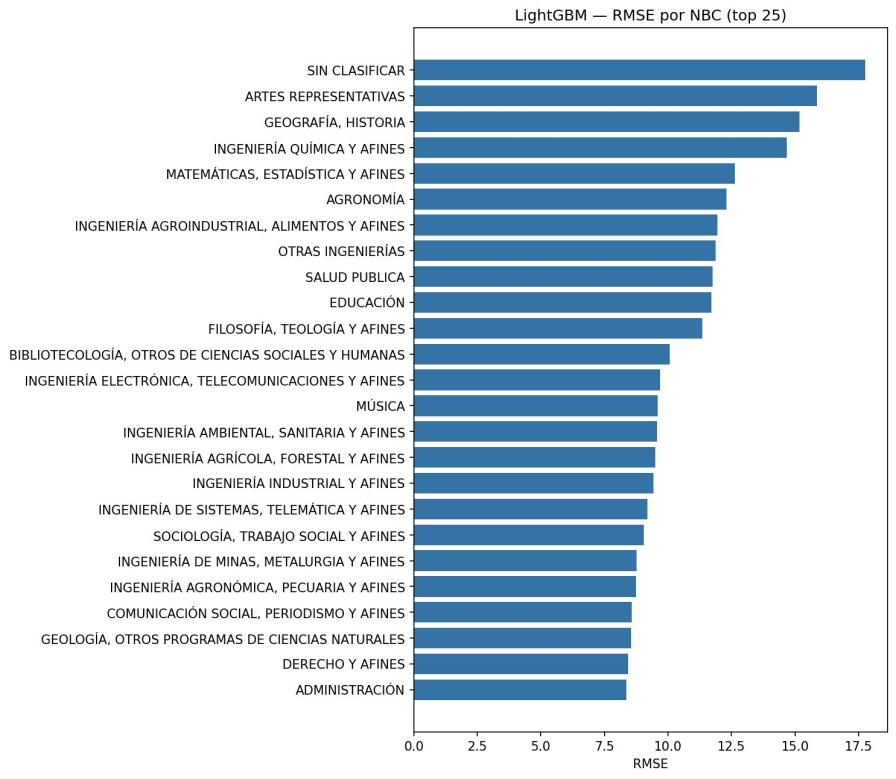 LightGBM — RMSE por NBC (top 25)
SIN CLASIFICAR
ARTES REPRESENTATIVAS
GEOGRAFÍA, HISTORIA
INGENIERÍA QUÍMICA Y AFINES
MATEMÁTICAS, ESTADÍSTICA Y AFINES
AGRONOMÍA
INGENIERÍA AGROINDUSTRIAL, ALIMENTOS Y AFINES
OTRAS INGENIERÍAS
SALUD PUBLICA
EDUCACIÓN
FILOSOFÍA, TEOLOGÍA Y AFINES
BIBLIOTECOLOGÍA, OTROS DE CIENCIAS SOCIALES Y HUMANAS
INGENIERÍA ELECTRÓNICA, TELECOMUNICACIONES Y AFINES
MÚSICA
INGENIERÍA AMBIENTAL, SANITARIA Y AFINES
INGENIERÍA AGRÍCOLA, FORESTAL Y AFINES
INGENIERÍA INDUSTRIAL Y AFINES
INGENIERÍA DE SISTEMAS, TELEMÁTICA Y AFINES
SOCIOLOGÍA, TRABAJO SOCIAL Y AFINES
INGENIERÍA DE MINAS, METALURGIA Y AFINES
INGENIERÍA AGRONÓMICA, PECUARIA Y AFINES
COMUNICACIÓN SOCIAL, PERIODISMO Y AFINES
GEOLOGÍA, OTROS PROGRAMAS DE CIENCIAS NATURALES
DERECHO Y AFINES
ADMINISTRACIÓN
0.0 2.5 5.0 7.5 10.0 12.5 15.0 17.5
RMSE